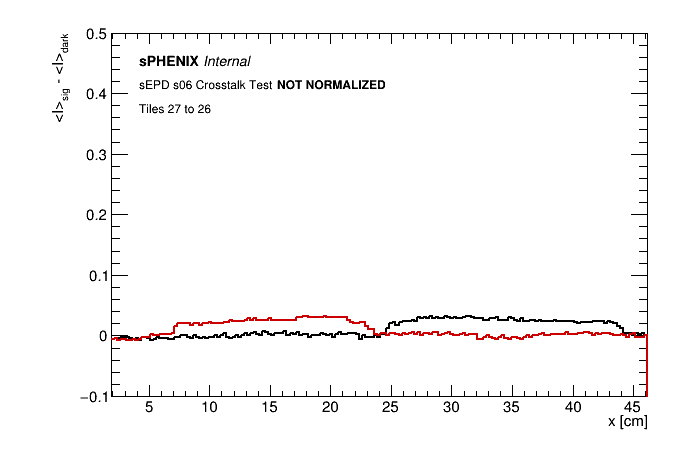 <I>sig - <I>dark
0.5
sPHENIX Internal
sEPD s06 Crosstalk Test NOT NORMALIZED
0.4
Tiles 27 to 26
0.3
0.2
0.1
0
−0.1
5 10 15 20 25 30 35 40 45
x [cm]